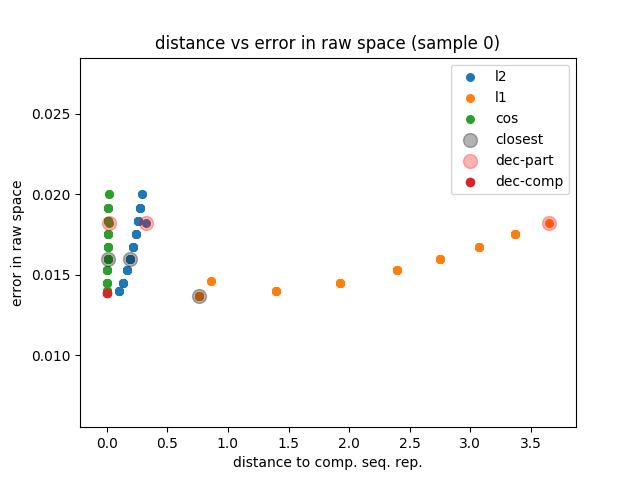 distance vs error in raw space (sample 0)
l2
l1
cos
closest
dec-part
dec-comp
error in raw space
0.025
0.020
0.015
0.010
0.0 0.5 1.0 1.5 2.0 2.5 3.0 3.5
distance to comp. seq. rep.